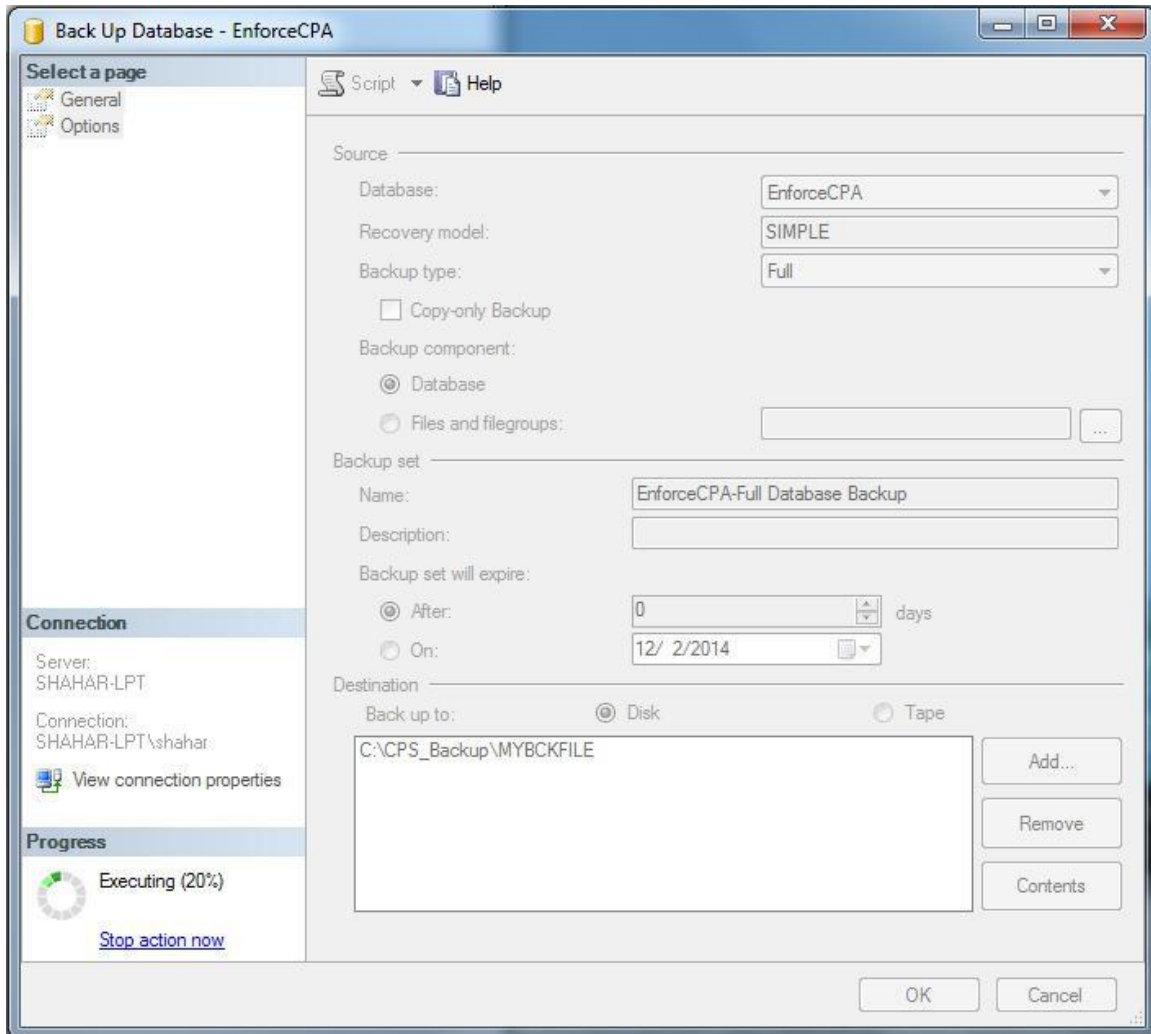 Back Up Database - EnforceCPA
Select a page
General
Options
Script Help
Source
Database: EnforceCPA
Recovery model: SIMPLE
Backup type: Full
Copy-only Backup
Backup component:
Database
Files and filegroups: ...
Backup set
Name: EnforceCPA-Full Database Backup
Description:
Backup set will expire:
After: 0 days
On: 12/ 2/2014
Destination
Back up to: Disk Tape
C:\CPS_Backup\MYBCKFILE
Add...
Remove
Contents
Connection
Server:
SHAHAR-LPT
Connection:
SHAHAR-LPT\shahar
View connection properties
Progress
Executing (20%)
Stop action now
OK Cancel